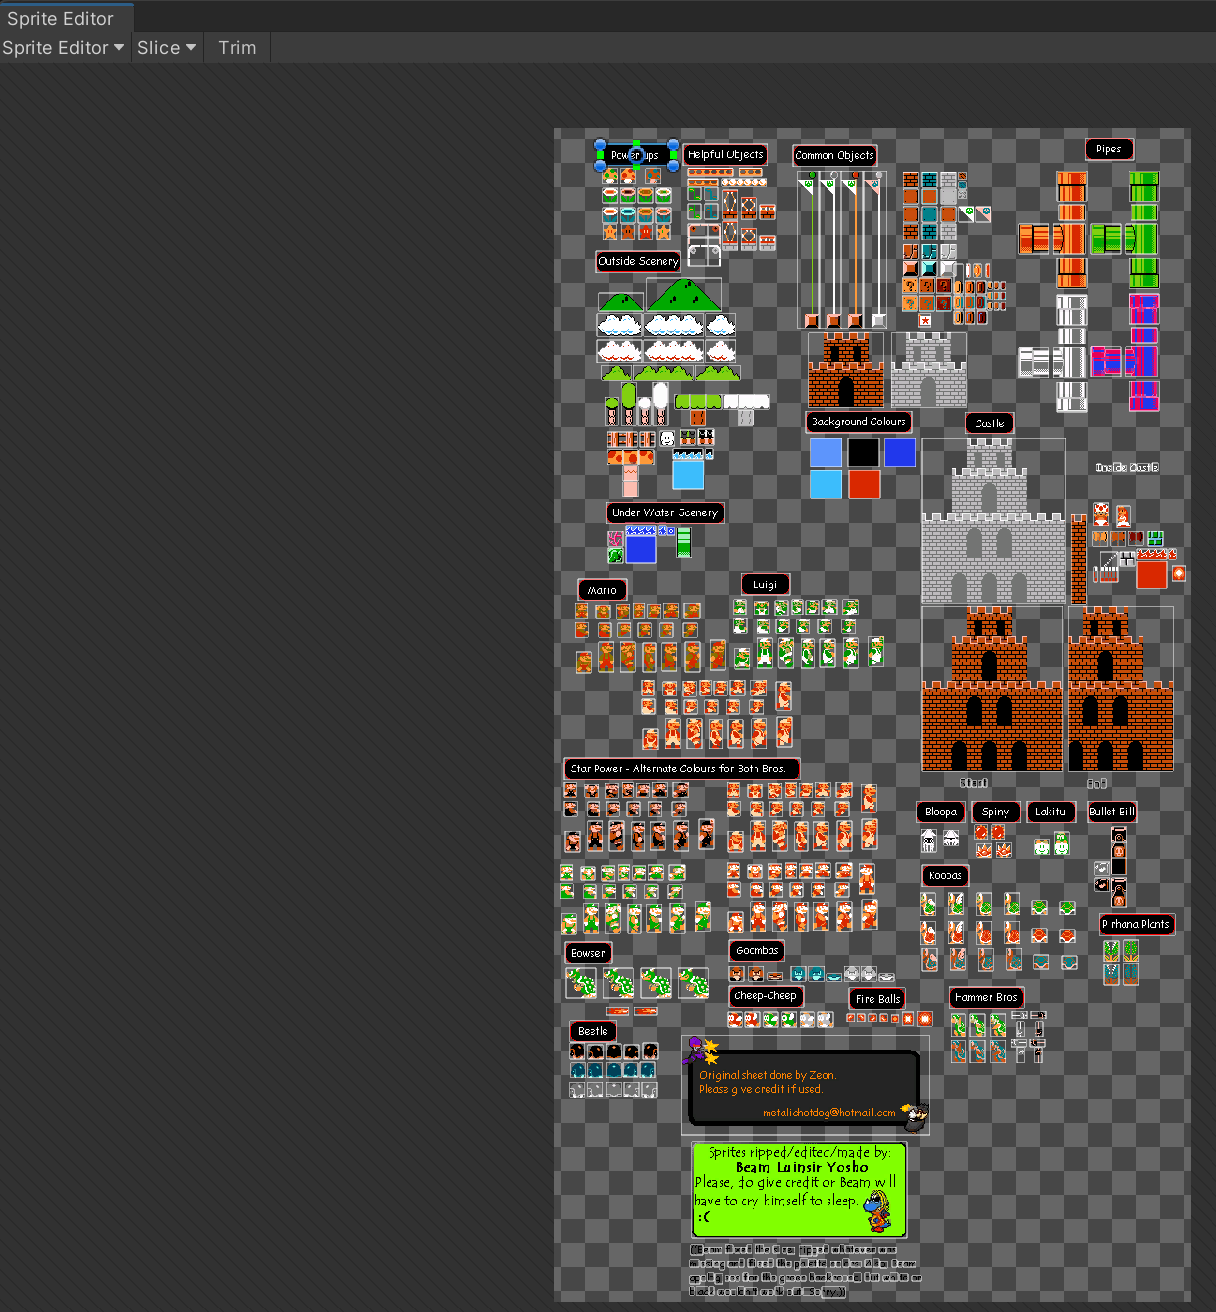 Sprite Editor
Sprite Editor Slice Trim
Power ups
Helpful Objects
Common Objects
Pipes
Outside Scenery
Background Colours
Castle
Inside Castle
Under Water Scenery
Mario
Luigi
Star Power - Alternate Colours for Both Bros.
Start
End
Bloopa
Spiny
Lakitu
Bullet Bill
Koopas
Pirhana Plants
Bowser
Goombas
Cheep-Cheep
Fire Balls
Hammer Bros
Beetle
Original sheet done by Zeon.
Please give credit if used.
metalichotdog@hotmail.com
Sprites ripped/edited/made by:
Beam Luinsir Yosho
Please, do give credit or Beam will
have to cry himself to sleep.
:(